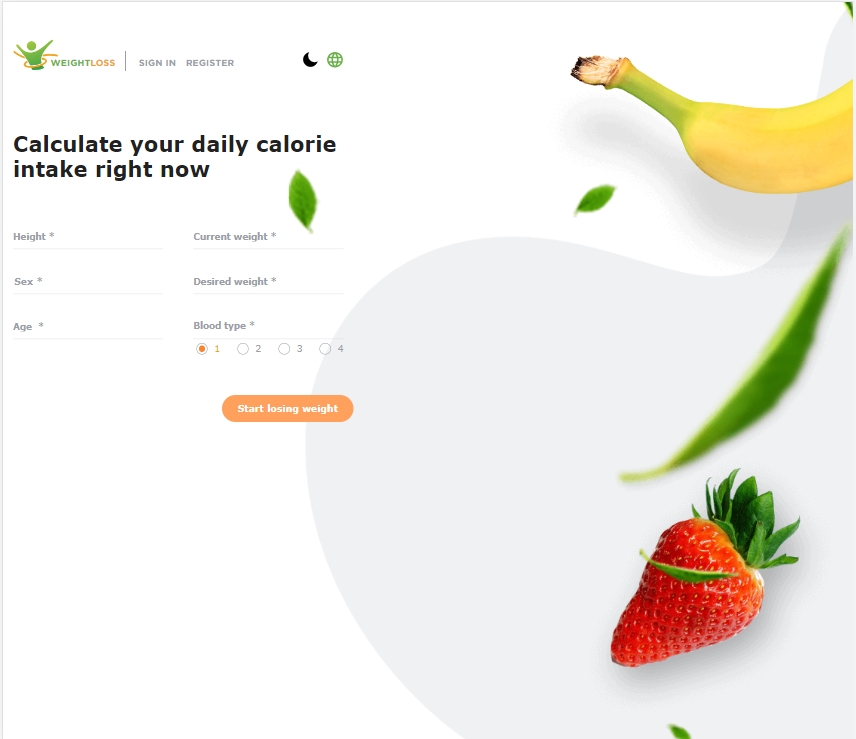 WEIGHTLOSS
SIGN IN REGISTER
Calculate your daily calorie
intake right now
Height * Current weight *
Sex * Desired weight *
Age * Blood type *
1 2 3 4
Start losing weight